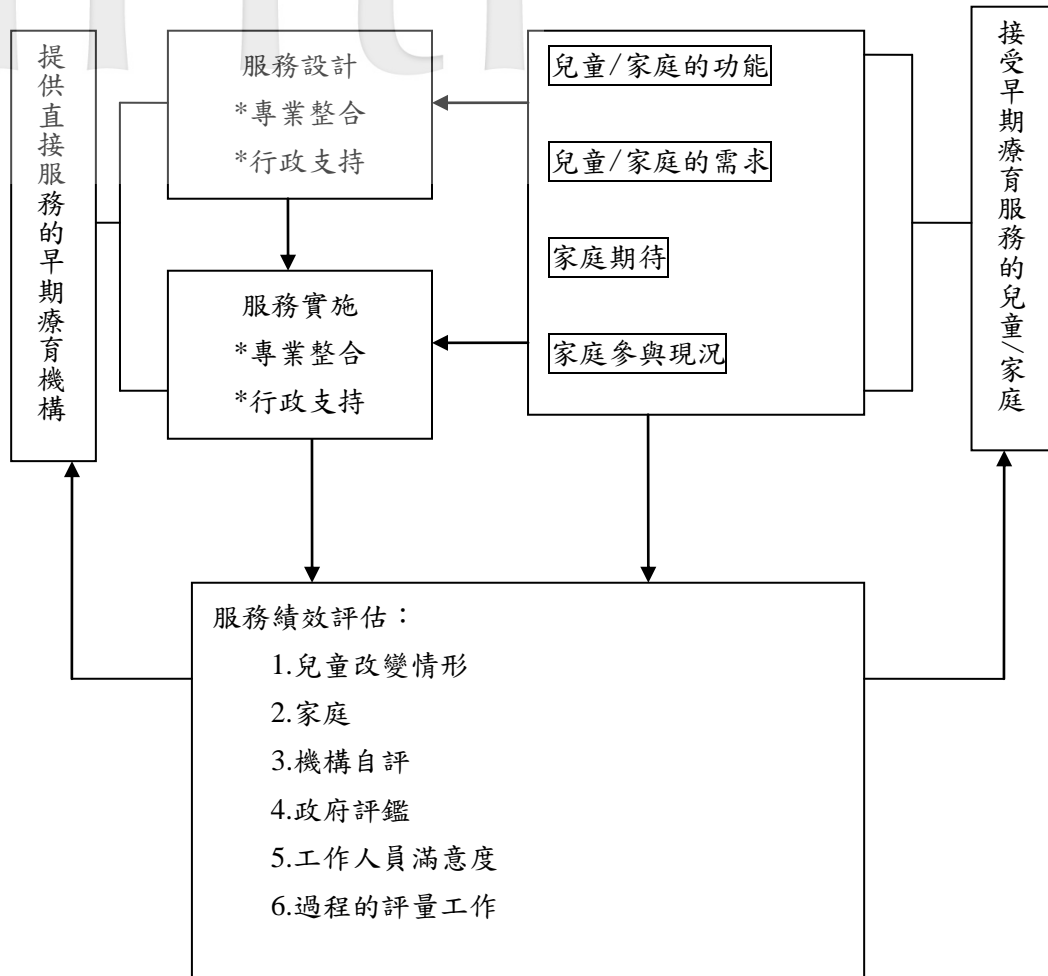 提供直接服務的早期療育機構
服務設計
*專業整合
*行政支持
服務實施
*專業整合
*行政支持
兒童/家庭的功能
兒童/家庭的需求
家庭期待
家庭參與現況
接受早期療育服務的兒童/家庭
服務績效評估：
1.兒童改變情形
2.家庭
3.機構自評
4.政府評鑑
5.工作人員滿意度
6.過程的評量工作